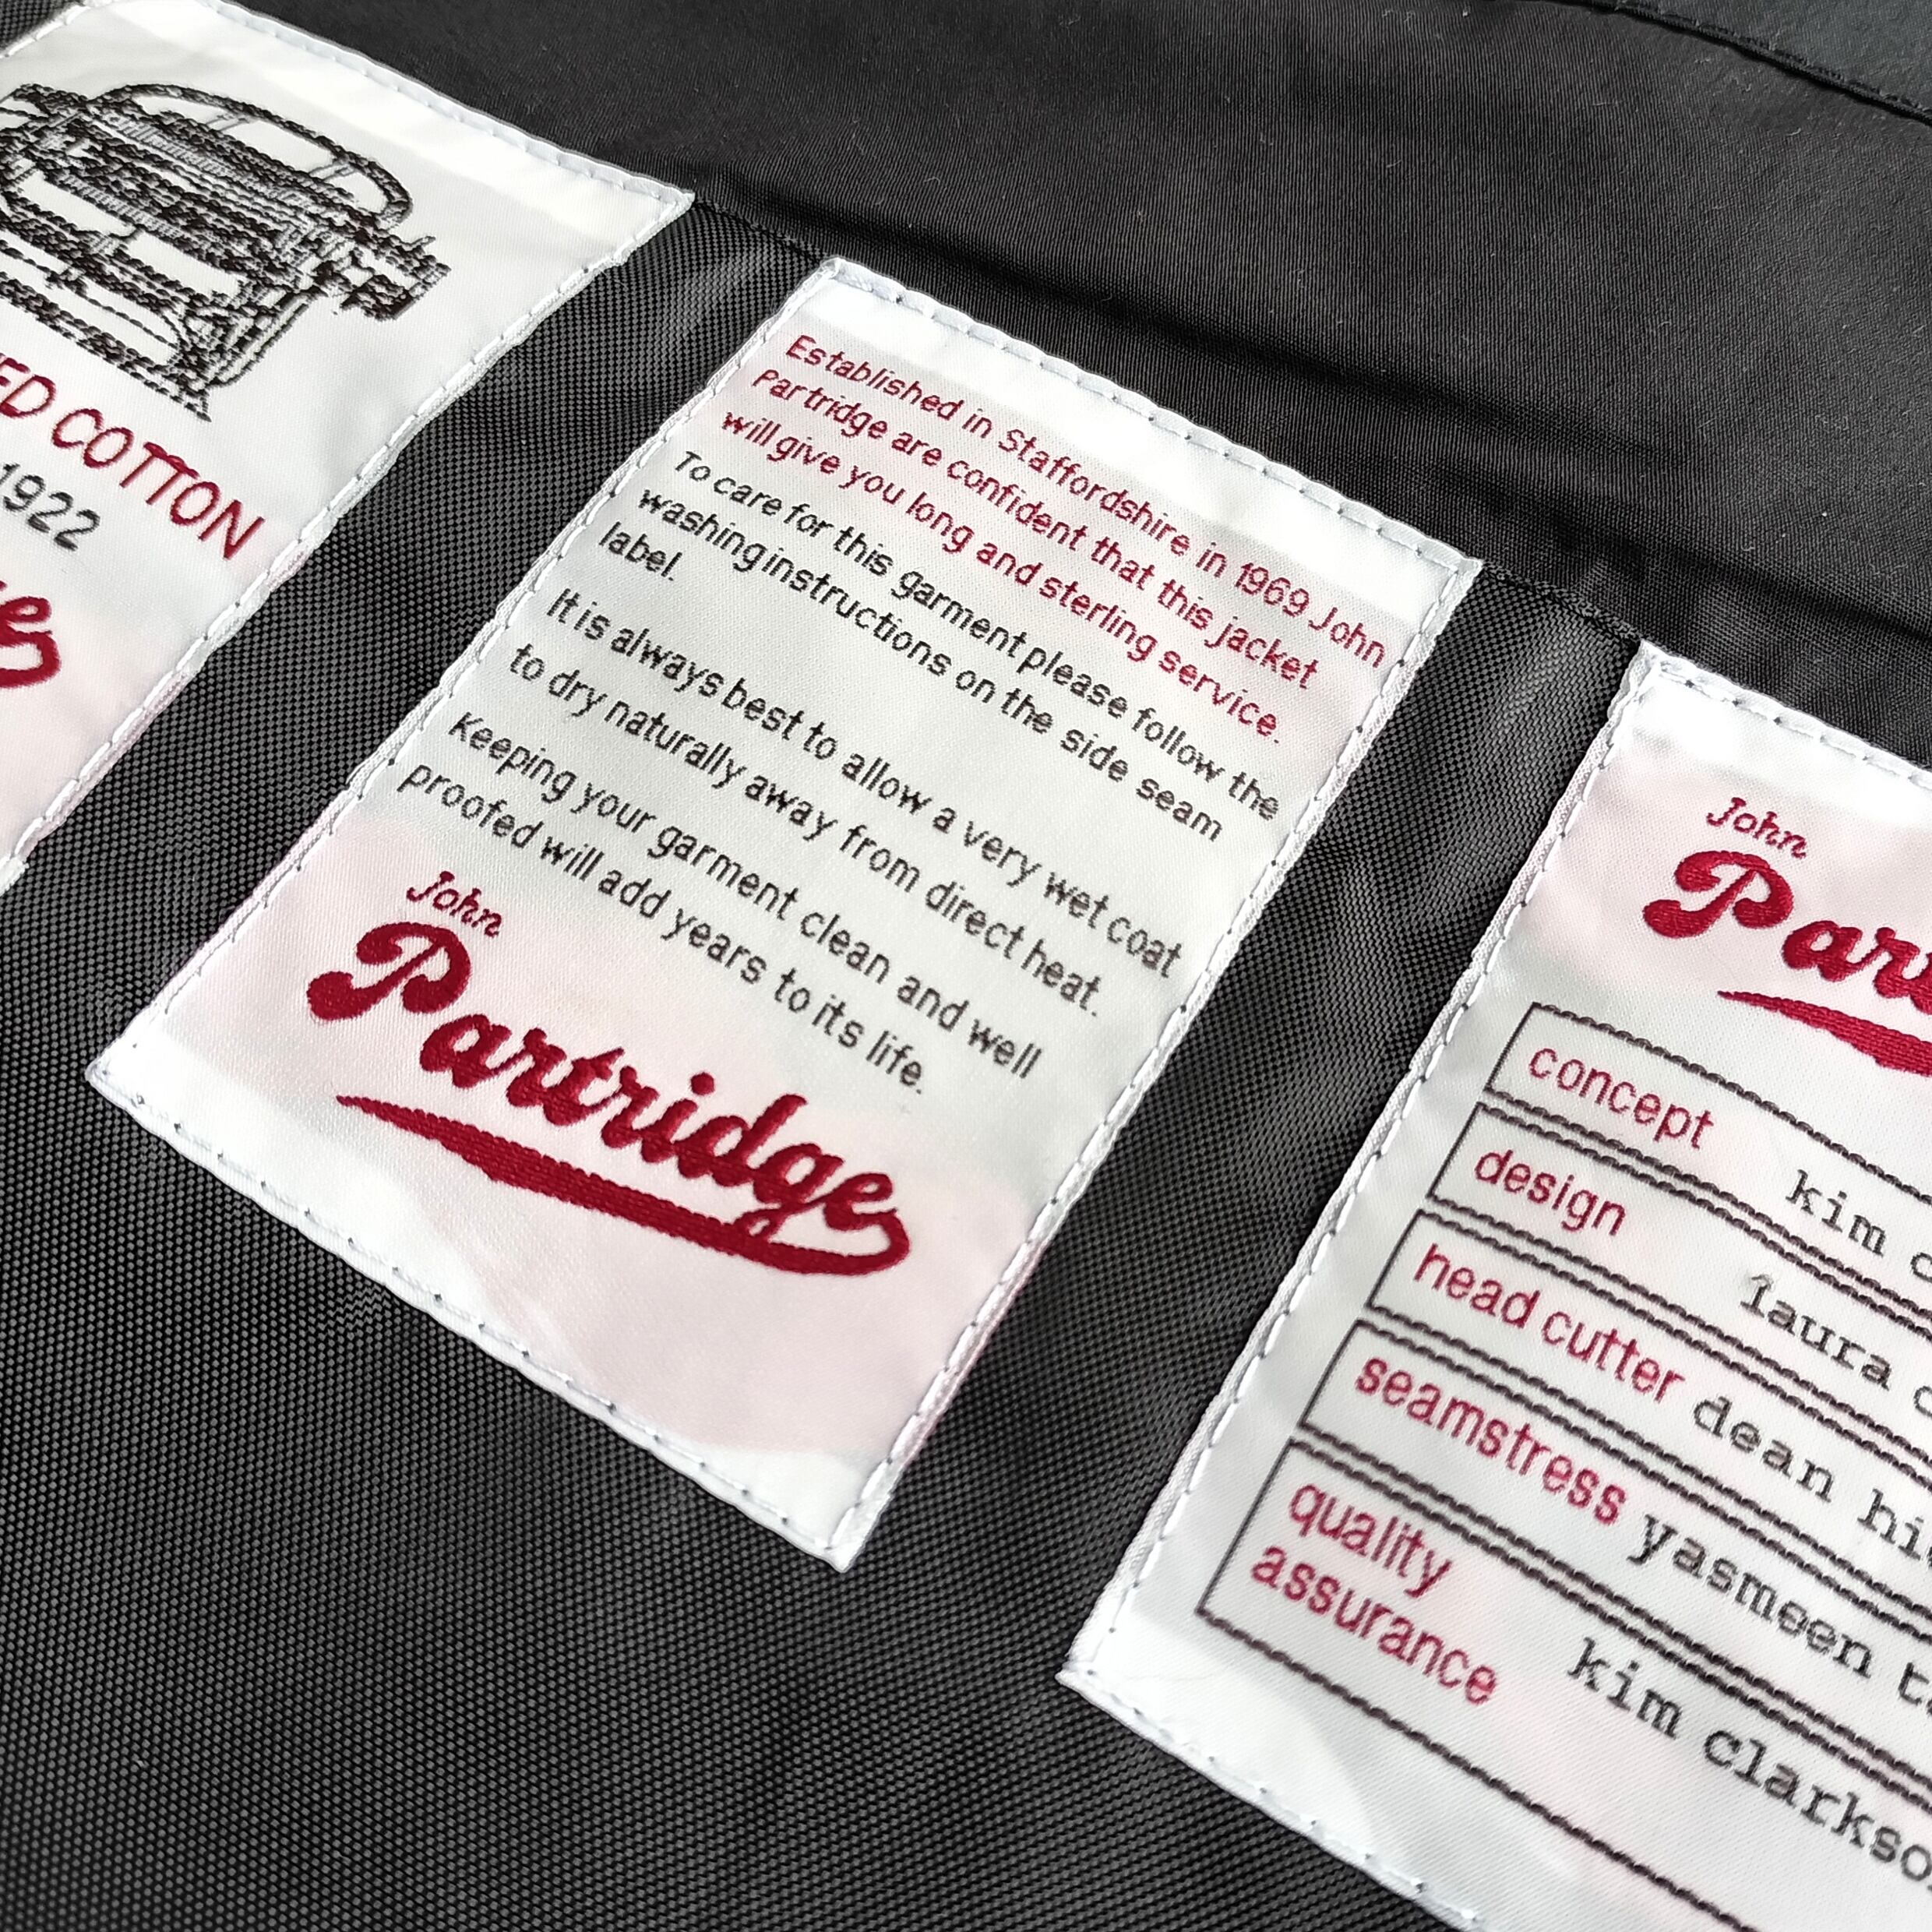 COTTON
1922
Established in Staffordshire in 1969 John
Partridge are confident that this jacket
will give you long and sterling service.
To care for this garment please follow the
washing instructions on the side seam
label.
It is always best to allow a very wet coat
to dry naturally away from direct heat.
Keeping your garment clean and well
proofed will add years to its life.
John
Partridge
John
concept kim
design laura
head cutter dean
seamstress yasmeen
quality
assurance kim